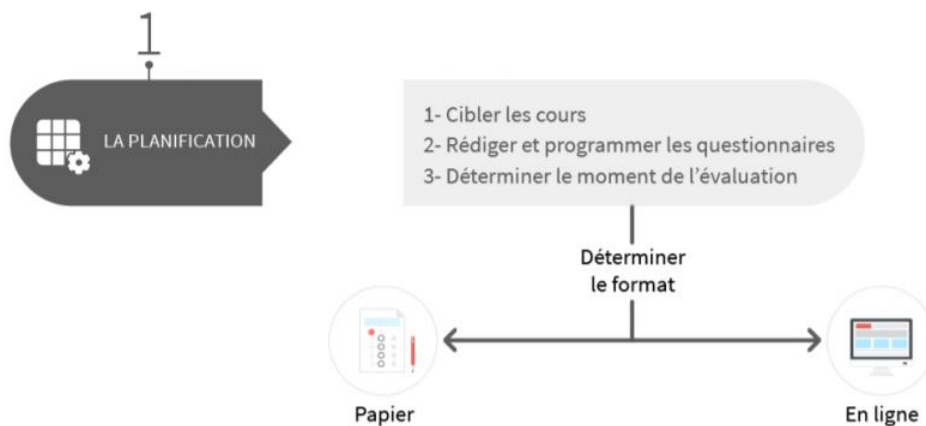 1
LA PLANIFICATION
1- Cibler les cours
2- Rédiger et programmer les questionnaires
3- Déterminer le moment de l’évaluation
Déterminer
le format
Papier
En ligne